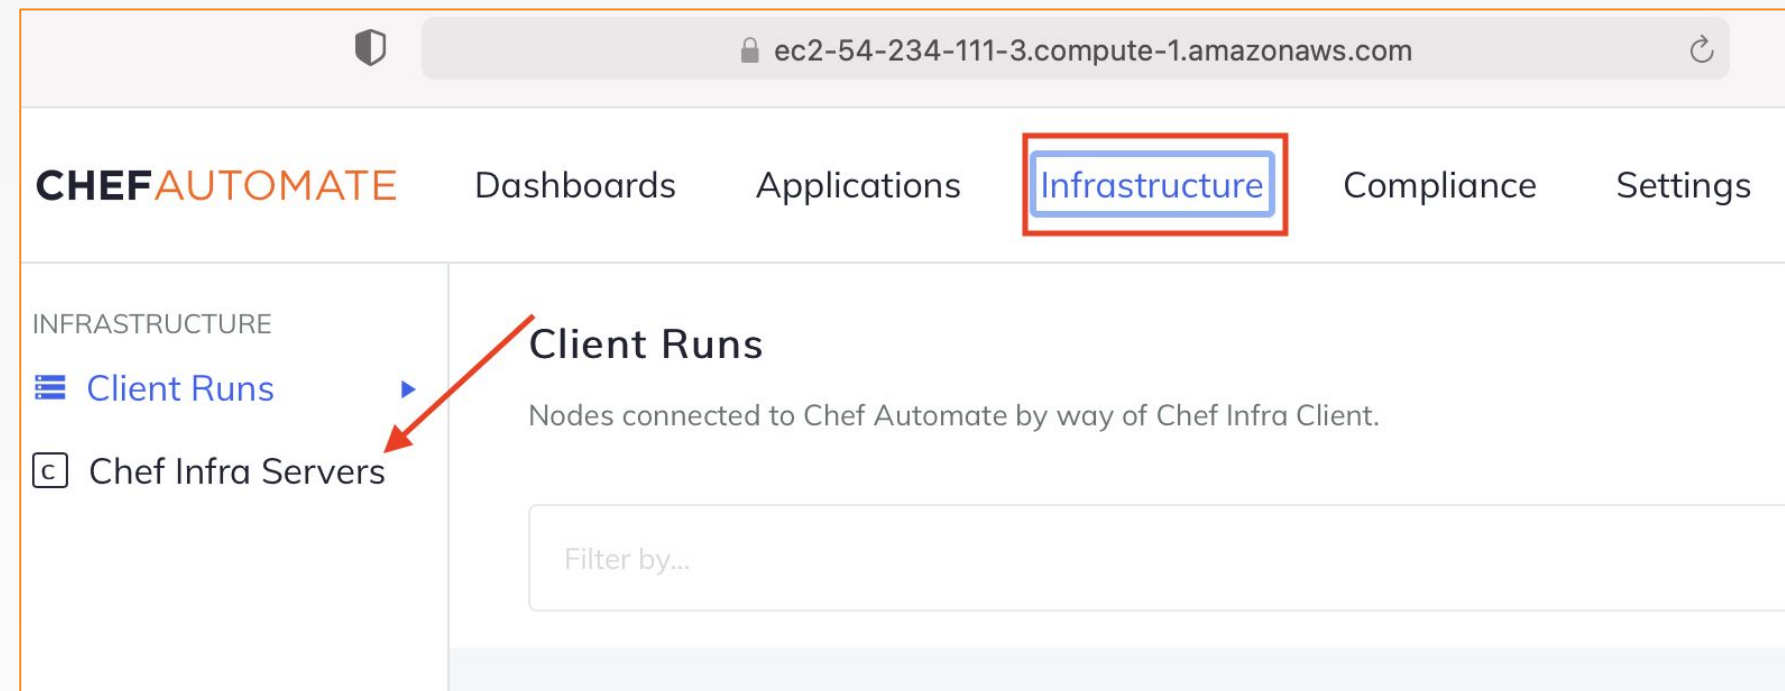 ec2-54-234-111-3.compute-1.amazonaws.com
CHEFAUTOMATE Dashboards Applications Infrastructure Compliance Settings
INFRASTRUCTURE
Client Runs
C Chef Infra Servers
Client Runs
Nodes connected to Chef Automate by way of Chef Infra Client.
Filter by...